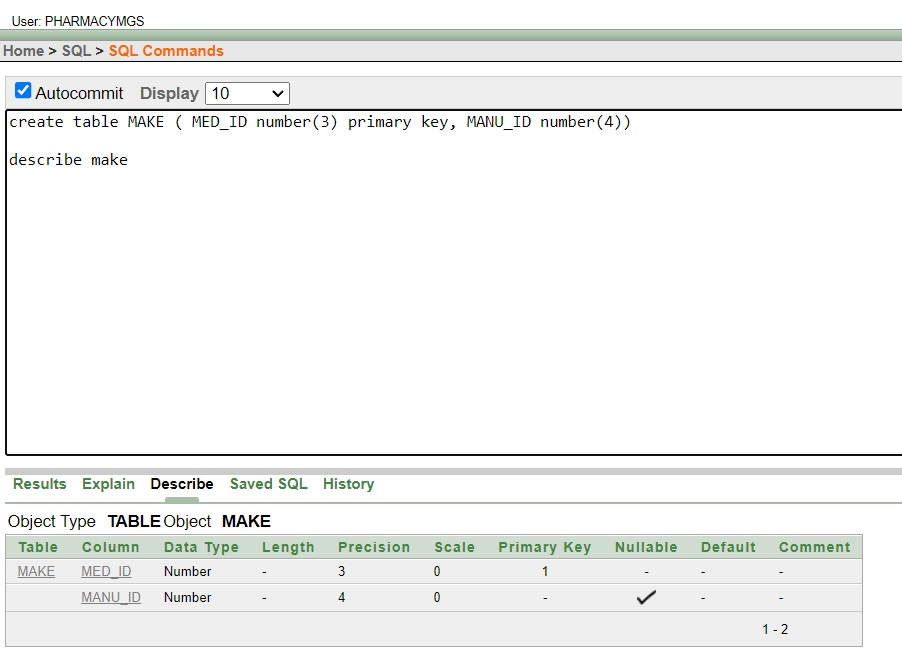 User: PHARMACYMGS
Home > SQL > SQL Commands
Autocommit Display 10
create table MAKE ( MED_ID number(3) primary key, MANU_ID number(4))
describe make
Results Explain Describe Saved SQL History
Object Type TABLE Object MAKE
Table Column Data Type Length Precision Scale Primary Key Nullable Default Comment
MAKE MED_ID Number - 3 0 1 - - -
MANU_ID Number - 4 0 - ✓ - -
1 - 2